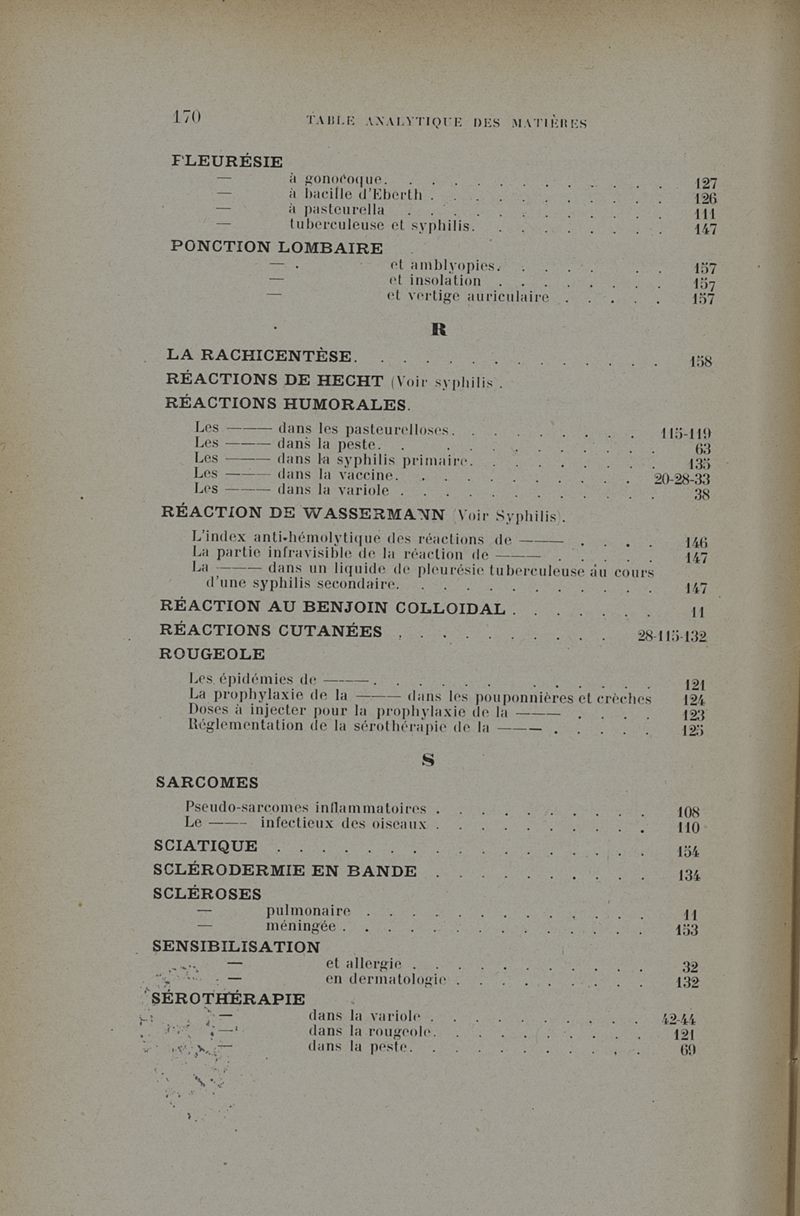 170
TABLE ANALYTIQUE DES MATIÈRES
PLEURÉSIE
— à gonocoque. . . . . . . . . . . . . 127
— à bacille d'Eberth . . . . . . . . . . . 126
— à pasteurella . . . . . . . . . . . . 111
— tuberculeuse et syphilis. . . . . . . . . 147
PONCTION LOMBAIRE
— et amblyopies. . . . . . . 157
— et insolation . . . . . . . . 157
— et vertige auriculaire . . . . . 157
R
LA RACHICENTÈSE. . . . . . . . . . . . . . 158
RÉACTIONS DE HECHT (Voir syphilis).
RÉACTIONS HUMORALES.
Les ——— dans les pasteurelloses. . . . . . . . . 115-119
Les ——— dans la peste. . . . . . . . . . . . 63
Les ——— dans la syphilis primaire. . . . . . . . . 135
Les ——— dans la vaccine. . . . . . . . . . . 20-28-33
Les ——— dans la variole . . . . . . . . . . . . 38
RÉACTION DE WASSERMANN (Voir Syphilis).
L'index anti-hémolytique des réactions de ——— . . . . 146
La partie infravisible de la réaction de ——— . . . . . 147
La ——— dans un liquide de pleurésie tuberculeuse au cours
d'une syphilis secondaire. . . . . . . . . . . . 147
RÉACTION AU BENJOIN COLLOIDAL . . . . . . . 11
RÉACTIONS CUTANÉES . . . . . . . . . . 28-115-132
ROUGEOLE
Les épidémies de ———. . . . . . . . . . . . . 121
La prophylaxie de la ——— dans les pouponnières et crèches 124
Doses à injecter pour la prophylaxie de la ——— . . . . 123
Réglementation de la sérothérapie de la ——— . . . . . 125
S
SARCOMES
Pseudo-sarcomes inflammatoires . . . . . . . . . . 108
Le ——— infectieux des oiseaux . . . . . . . . . . 110
SCIATIQUE . . . . . . . . . . . . . . . . . 154
SCLÉRODERMIE EN BANDE . . . . . . . . . . 134
SCLÉROSES
— pulmonaire . . . . . . . . . . . . . 11
— méningée . . . . . . . . . . . . . . 153
SENSIBILISATION
— et allergie . . . . . . . . . . . 32
— en dermatologie . . . . . . . . . 132
SÉROTHÉRAPIE
— dans la variole . . . . . . . . . . 42-44
— dans la rougeole. . . . . . . . . . 121
— dans la peste. . . . . . . . . . . 69